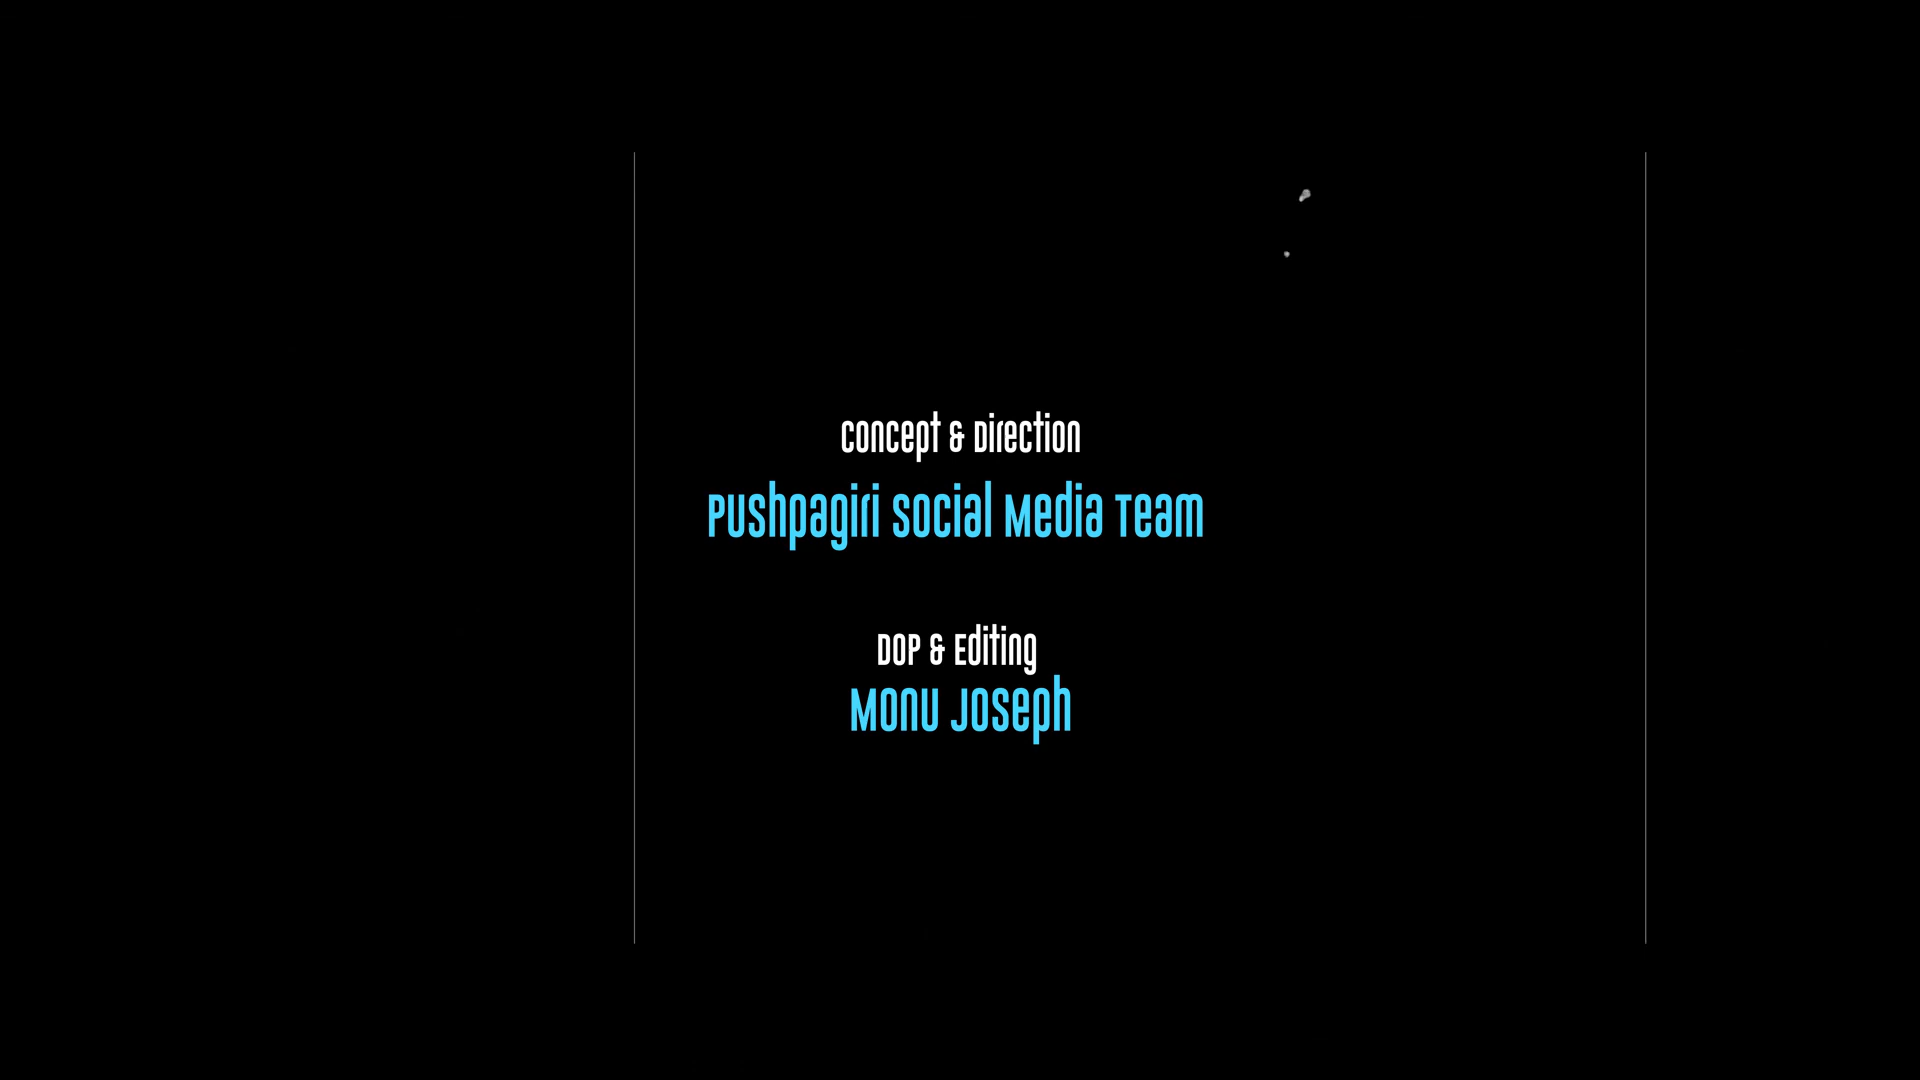 Concept & Direction
Pushpagiri Social Media Team
DOP & Editing
Monu Joseph